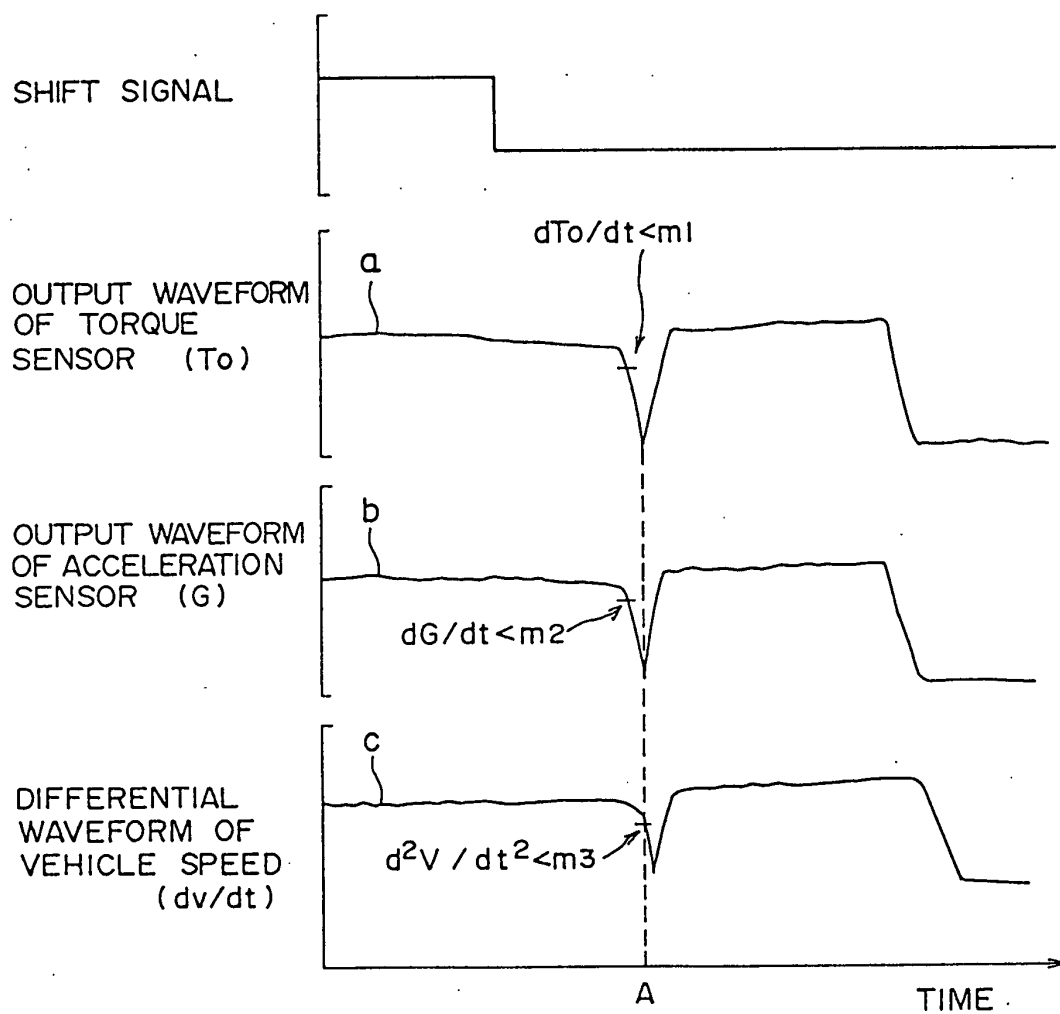 SHIFT SIGNAL
dTo/dt<m1
a
OUTPUT WAVEFORM
OF TORQUE
SENSOR (To)
b
OUTPUT WAVEFORM
OF ACCELERATION
SENSOR (G)
dG/dt<m2
c
DIFFERENTIAL
WAVEFORM OF
VEHICLE SPEED
(dv/dt)
d²V/dt²<m3
A
TIME